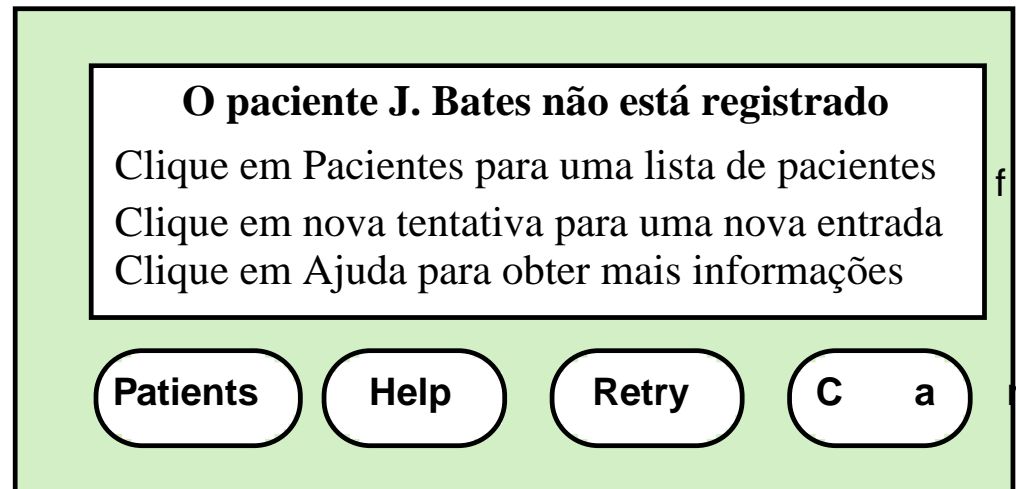 O paciente J. Bates não está registrado
Clique em Pacientes para uma lista de pacientes
f
Clique em nova tentativa para uma nova entrada
Clique em Ajuda para obter mais informações
Patients Help Retry C a